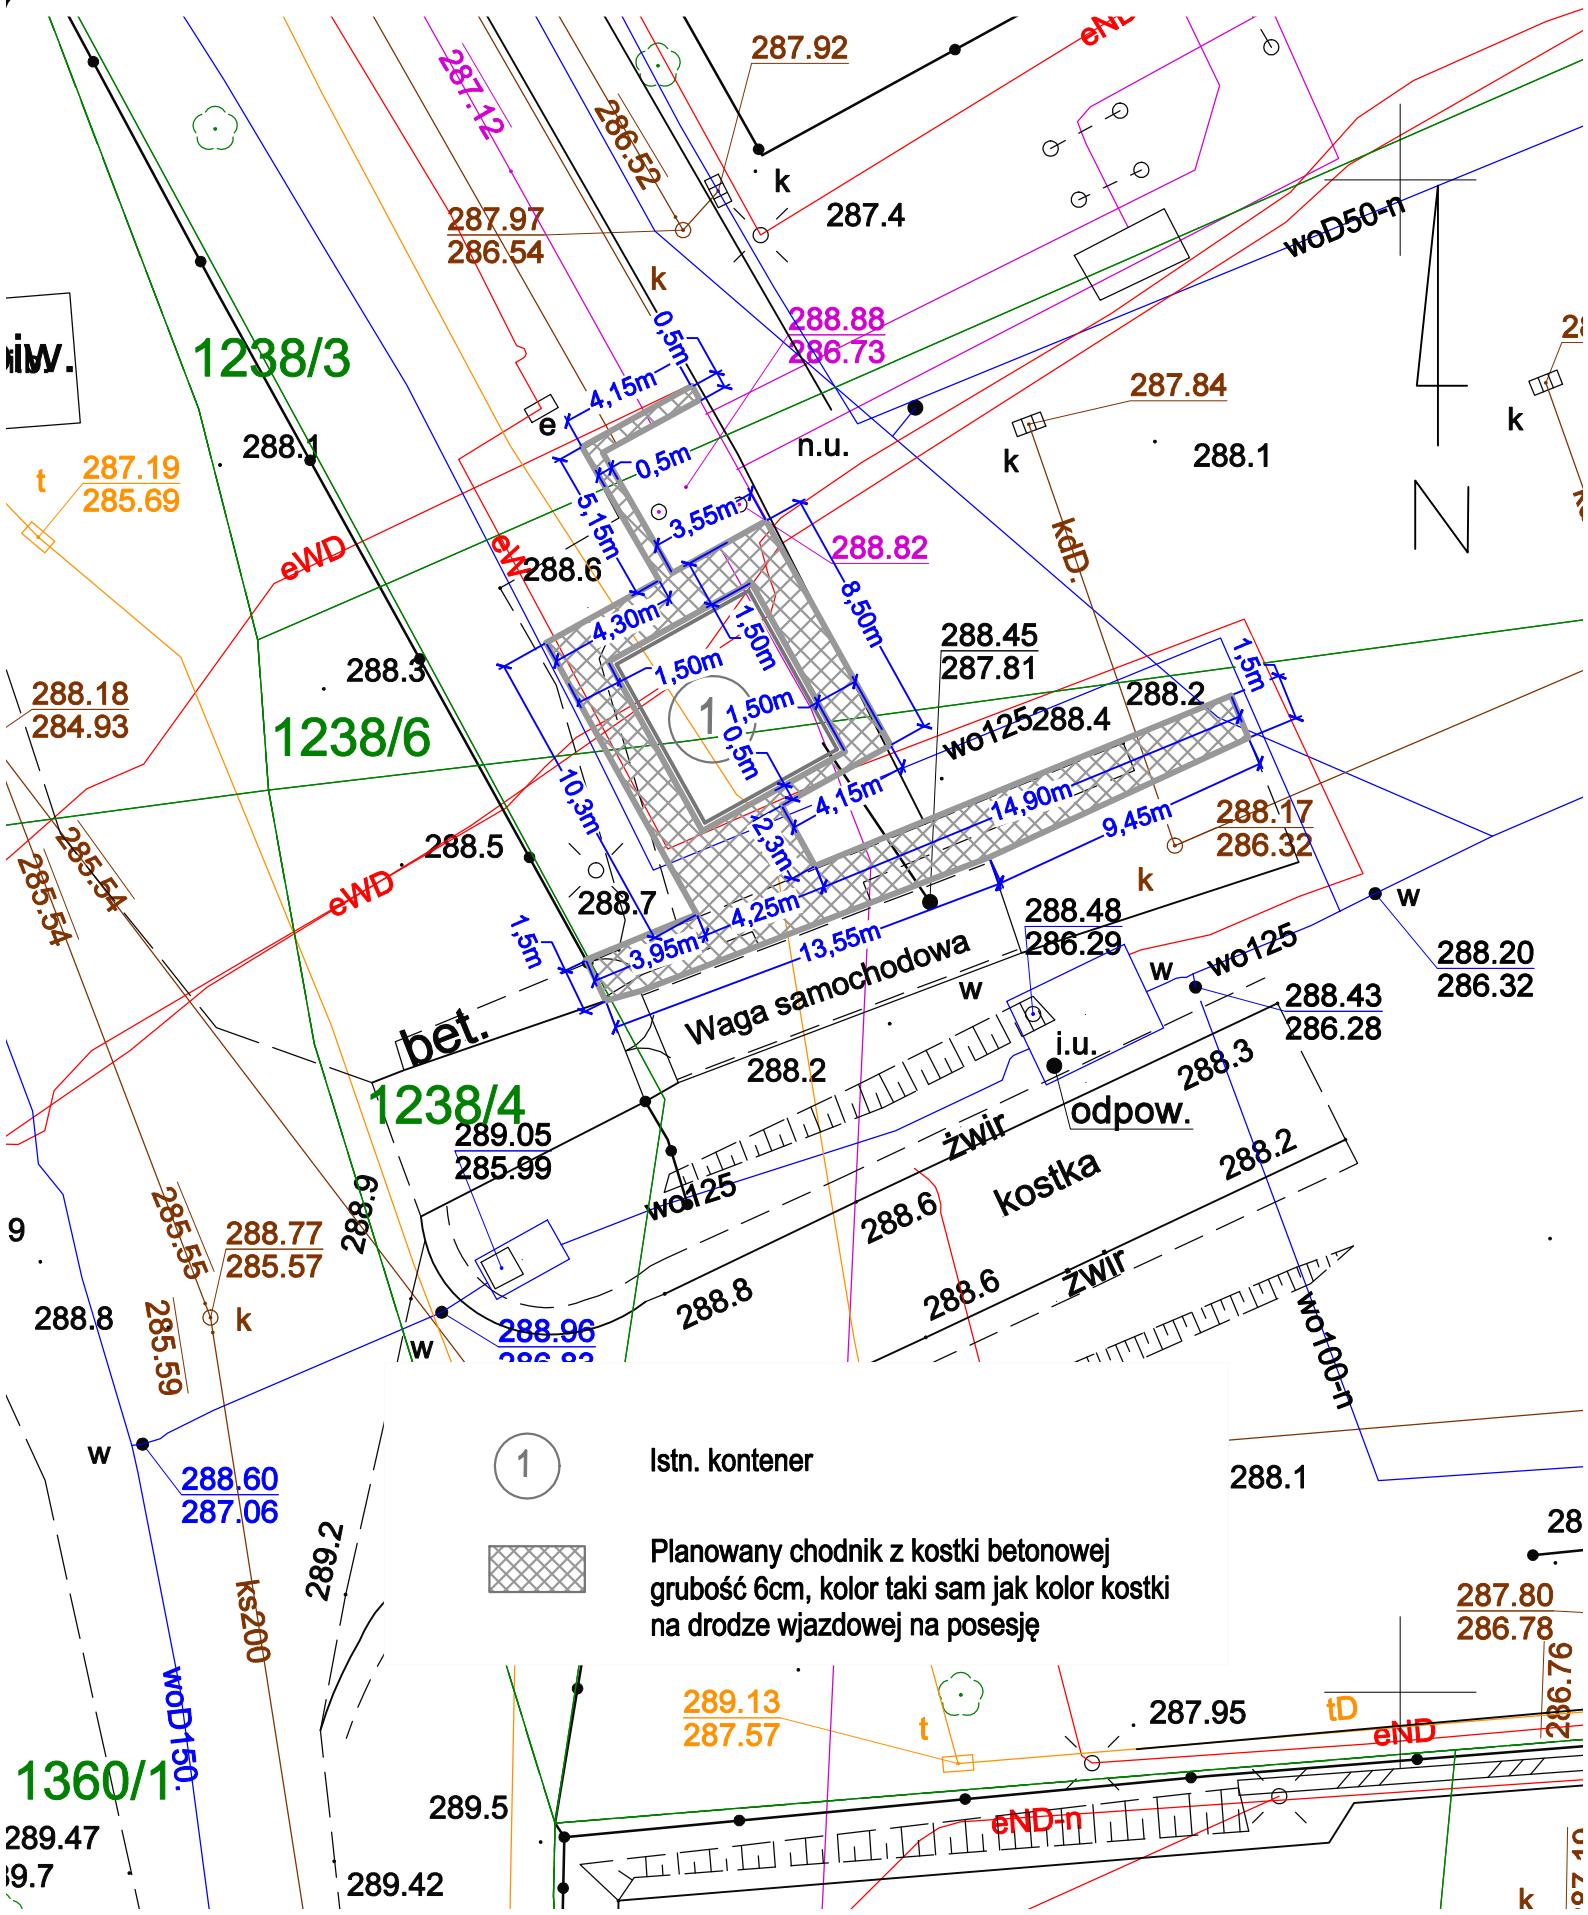 287.92
eND
287.12
286.52
k
287.4
287.97
286.54
k
woD50-n
288.88
286.73
0,5m
4,15m
1238/3
287.84
k
k
288.1
e
n.u.
288.1
t
287.19
285.69
0,5m
5,15m
3,55m
288.82
kdD.
eWD
eW
288.6
8,50m
4,30m
1,50m
288.45
287.81
1,5m
288.3
1,50m
288.2
288.18
284.93
1
1,50m
wo125
288.4
1238/6
0,5m
10,3m
4,15m
14,90m
9,45m
288.17
286.32
285.54
285.54
288.5
2,3m
k
w
eWD
288.7
4,25m
288.48
286.29
1,5m
3,95m
13,55m
Waga samochodowa
w
w
wo125
288.20
286.32
288.43
286.28
bet.
i.u.
288.2
288.3
1238/4
odpow.
289.05
285.99
żwir
kostka
288.2
wo125
288.9
285.55
288.6
9
288.77
285.57
żwir
288.8
k
288.8
288.6
285.59
wo100-n
288.96
w
w
288.60
287.06
1
Istn. kontener
288.1
Planowany chodnik z kostki betonowej
grubość 6cm, kolor taki sam jak kolor kostki
na drodze wjazdowej na posesję
289.2
ks200
287.80
286.78
286.76
woD150.
289.13
287.57
t
287.95
tD
eND
1360/1
289.5
eND-n
289.47
289.42
k